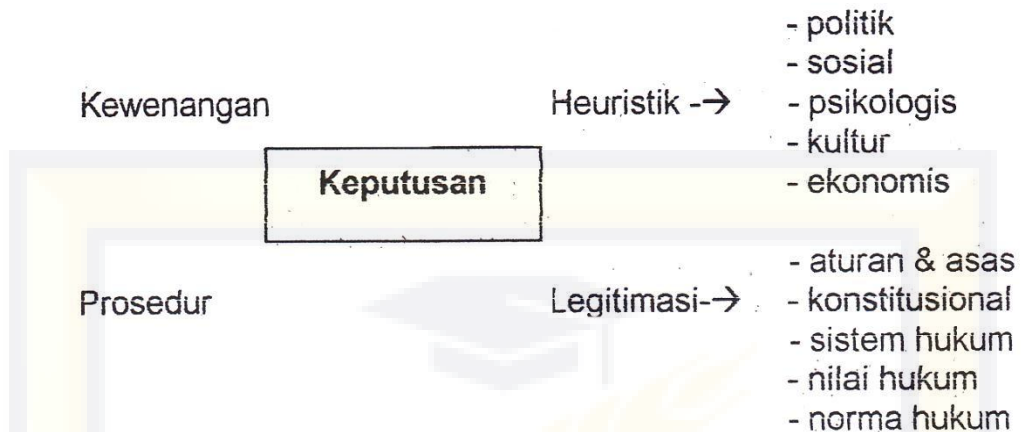 Kewenangan
Keputusan
Prosedur
Heuristik -→
- politik
- sosial
- psikologis
- kultur
- ekonomis
Legitimasi-→
- aturan & asas
- konstitusional
- sistem hukum
- nilai hukum
- norma hukum